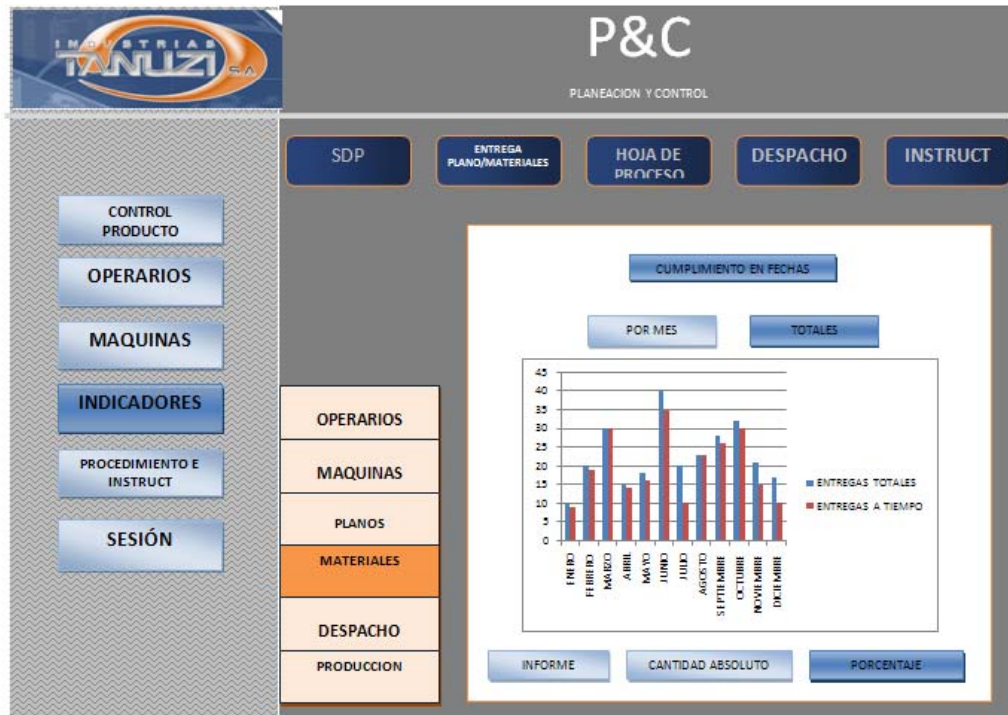 INDUSTRIAS
TANUZI S.A
P&C
PLANEACION Y CONTROL
SDP
ENTREGA
PLANO/MATERIALES
HOJA DE
PROCESO
DESPACHO
INSTRUCT
CONTROL
PRODUCTO
OPERARIOS
MAQUINAS
INDICADORES
PROCEDIMIENTO E
INSTRUCT
SESIÓN
OPERARIOS
MAQUINAS
PLANOS
MATERIALES
DESPACHO
PRODUCCION
CUMPLIMIENTO EN FECHAS
POR MES
TOTALES
45
40
35
30
25
20
15
10
5
0
ENERO
FEBRERO
MARZO
ABRIL
MAYO
JUNIO
JULIO
AGOSTO
SEPTIEMBRE
OCTUBRE
NOVIEMBRE
DICIEMBRE
ENTREGAS TOTALES
ENTREGAS A TIEMPO
INFORME
CANTIDAD ABSOLUTO
PORCENTAJE